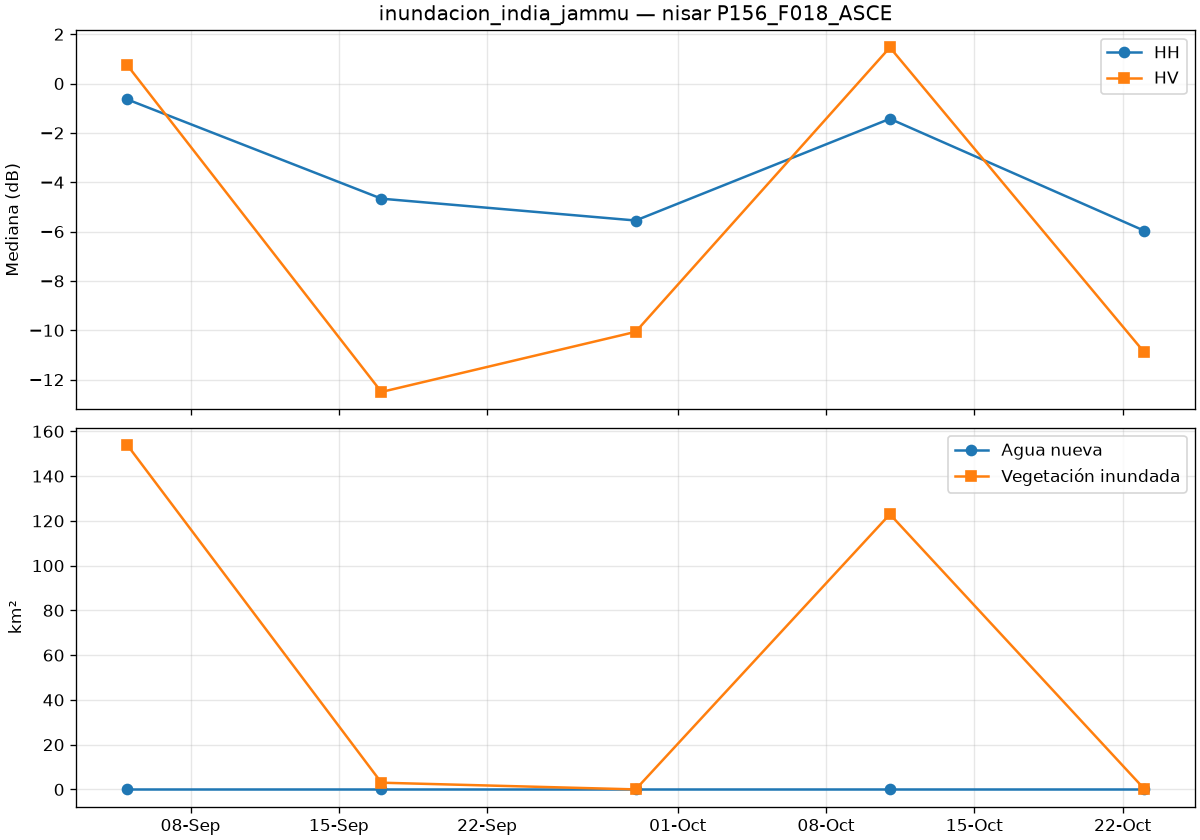 inundacion_india_jammu — nisar P156_F018_ASCE
HH
HV
Mediana (dB)
2
0
−2
−4
−6
−8
−10
−12
Agua nueva
Vegetación inundada
km²
160
140
120
100
80
60
40
20
0
08-Sep 15-Sep 22-Sep 01-Oct 08-Oct 15-Oct 22-Oct